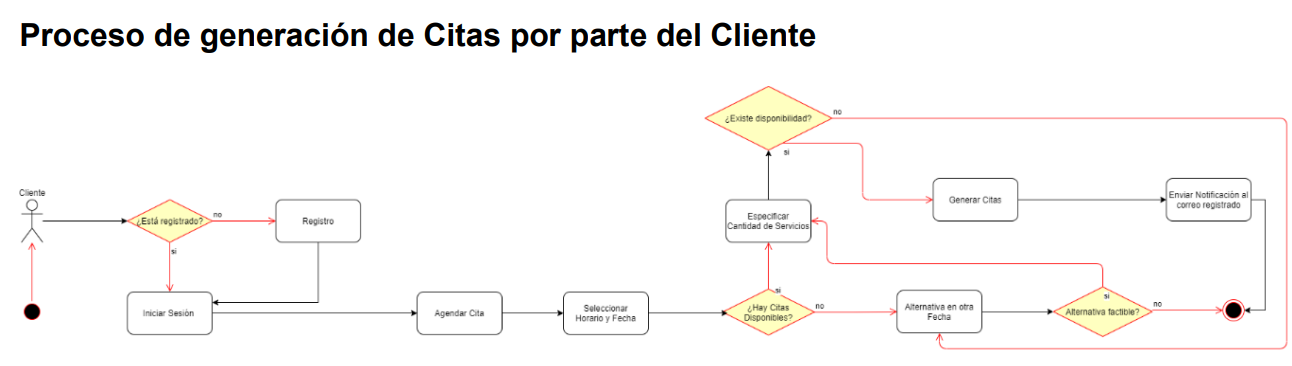 Proceso de generación de Citas por parte del Cliente
¿Existe disponibilidad?
no
si
Cliente
¿Está registrado?
no
si
Registro
Iniciar Sesión
Agendar Cita
Seleccionar
Horario y Fecha
Especificar
Cantidad de Servicios
si
¿Hay Citas
Disponibles?
no
Generar Citas
Enviar Notificación al
correo registrado
Alternativa en otra
Fecha
si
Alternativa factible?
no